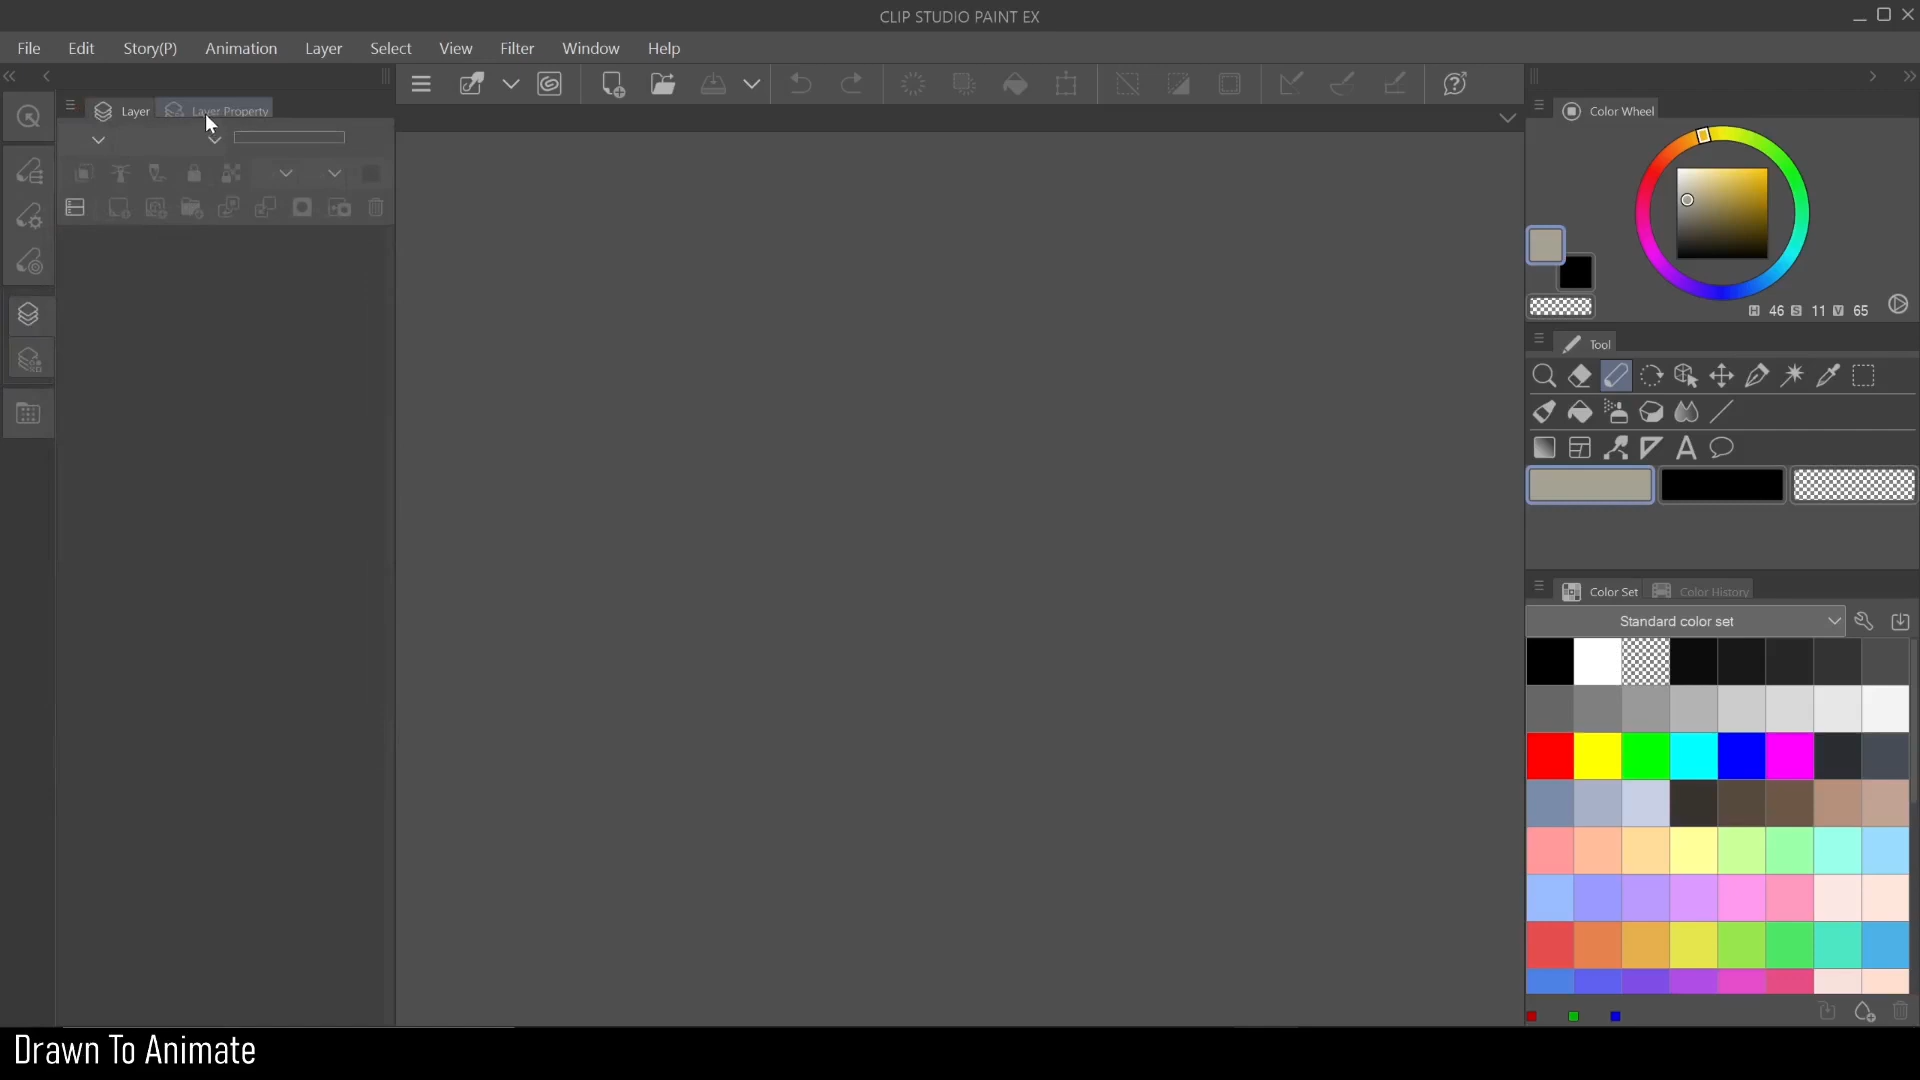 CLIP STUDIO PAINT EX
File Edit Story(P) Animation Layer Select View Filter Window Help
Layer Layer Property
Color Wheel
H 46 S 11 V 65
Tool
Color Set Color History
Standard color set
Drawn To Animate